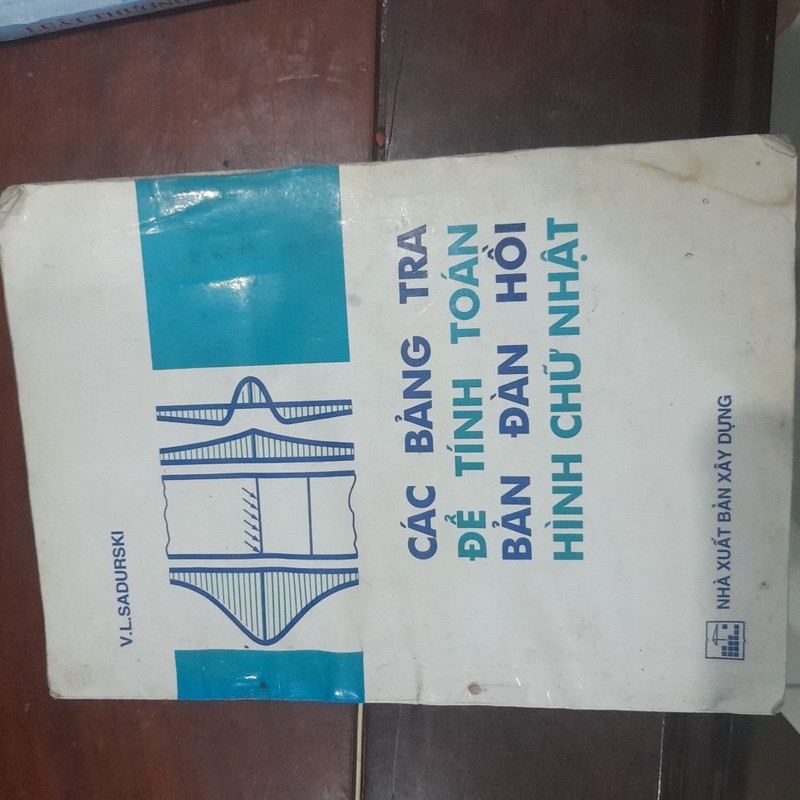 V.L.SADURSKI
CÁC BẢNG TRA
ĐỂ TÍNH TOÁN
BẢN ĐÀN HỒI
HÌNH CHỮ NHẬT
NHÀ XUẤT BẢN XÂY DỰNG